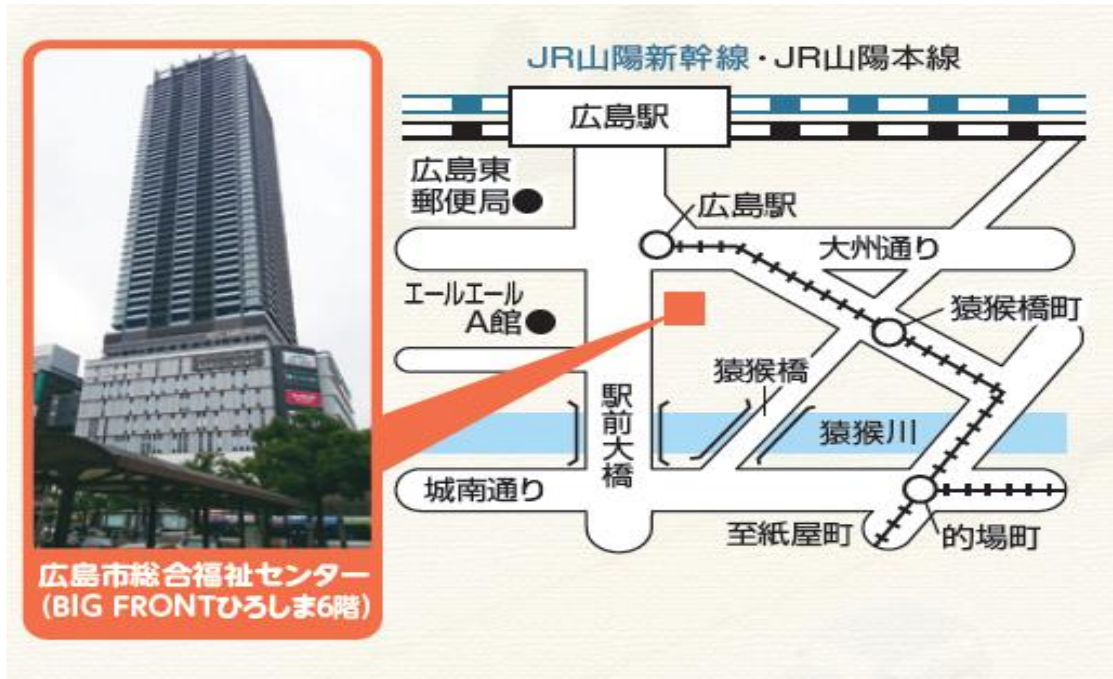 JR山陽新幹線・JR山陽本線
広島駅
広島東
郵便局
広島駅
大州通り
エールエール
A館
猿猴橋町
猿猴橋
駅前大橋
猿猴川
城南通り
至紙屋町
的場町
広島市総合福祉センター
(BIG FRONTひろしま6階)